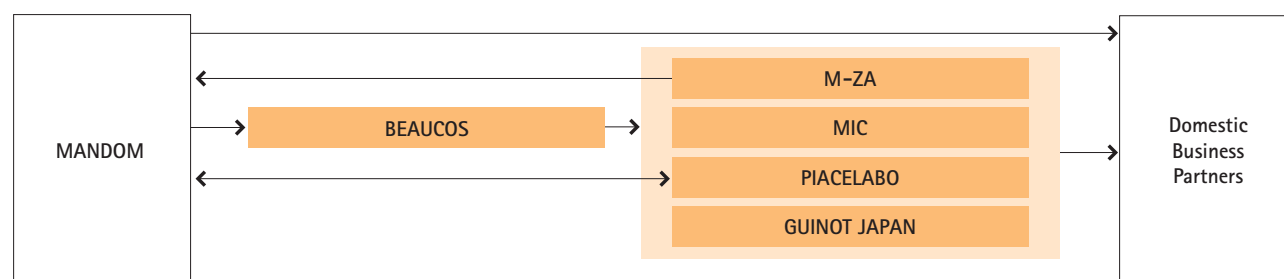 MANDOM
BEAUCOS
M-ZA
MIC
PIACELABO
GUINOT JAPAN
Domestic
Business
Partners